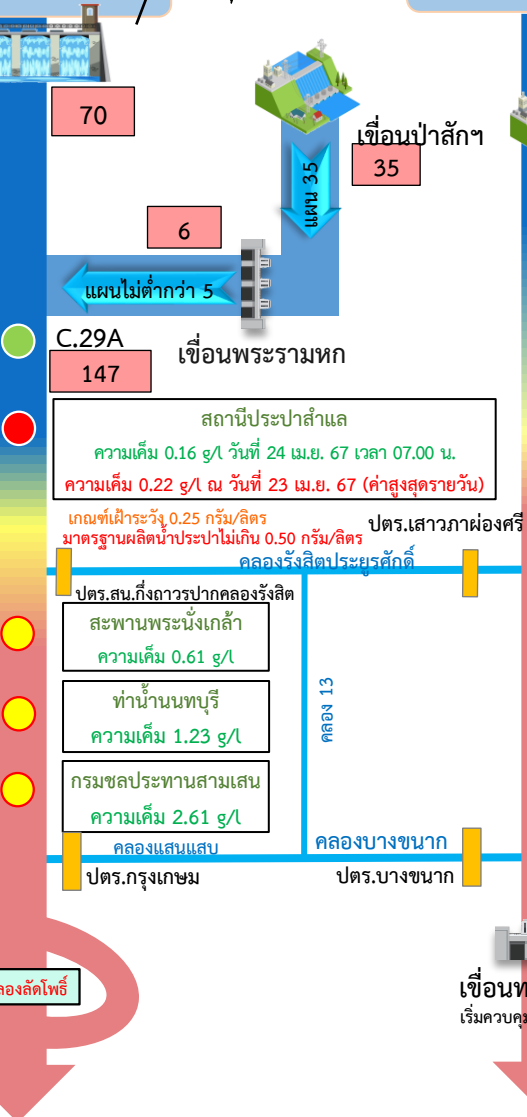 70
เขื่อนป่าสักฯ
35
แผน 35
6
แผนไม่ต่ำกว่า 5
เขื่อนพระรามหก
C.29A
147
สถานีประปาสำแล
ความเค็ม 0.16 g/l วันที่ 24 เม.ย. 67 เวลา 07.00 น.
ความเค็ม 0.22 g/l ณ วันที่ 23 เม.ย. 67 (ค่าสูงสุดรายวัน)
เกณฑ์เฝ้าระวัง 0.25 กรัม/ลิตร
มาตรฐานผลิตน้ำประปาไม่เกิน 0.50 กรัม/ลิตร
ปตร.เสาวภาผ่องศรี
คลองรังสิตประยูรศักดิ์
ปตร.สน.กึ่งถาวรปากคลองรังสิต
สะพานพระนั่งเกล้า
ความเค็ม 0.61 g/l
ท่าน้ำนนทบุรี
ความเค็ม 1.23 g/l
คลอง 13
กรมชลประทานสามเสน
ความเค็ม 2.61 g/l
คลองแสนแสบ
คลองบางขนาก
ปตร.กรุงเกษม
ปตร.บางขนาก
ลองลัดโพธิ์
เขื่อนท
เริ่มควบคุม